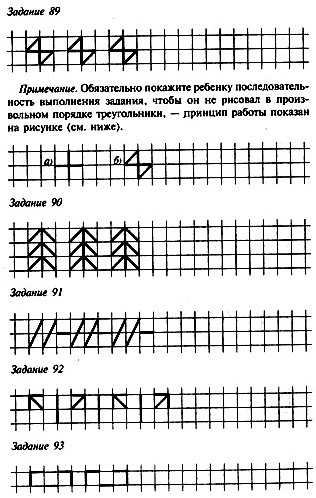 Задание 89
Примечание. Обязательно покажите ребенку последователь-
ность выполнения задания, чтобы он не рисовал в произ-
вольном порядке треугольники, — принцип работы показан
на рисунке (см. ниже).
а) б)
Задание 90
Задание 91
Задание 92
Задание 93